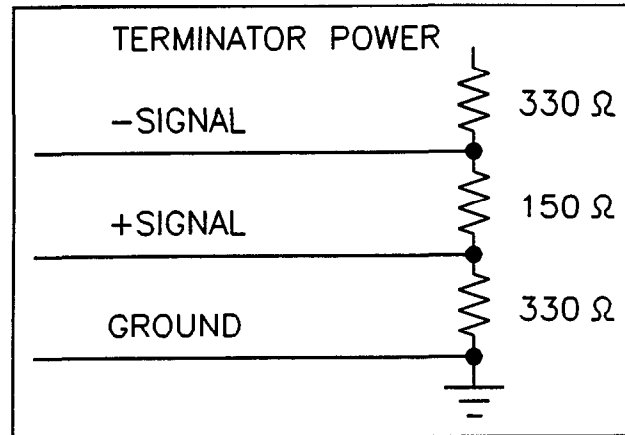 TERMINATOR POWER
330 Ω
-SIGNAL
150 Ω
+SIGNAL
330 Ω
GROUND